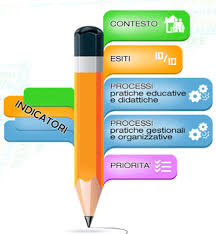 CONTESTO
ESITI 10/10
PROCESSI
pratiche educative
e didattiche
INDICATORI
PROCESSI
pratiche gestionali
e organizzative
PRIORITA'